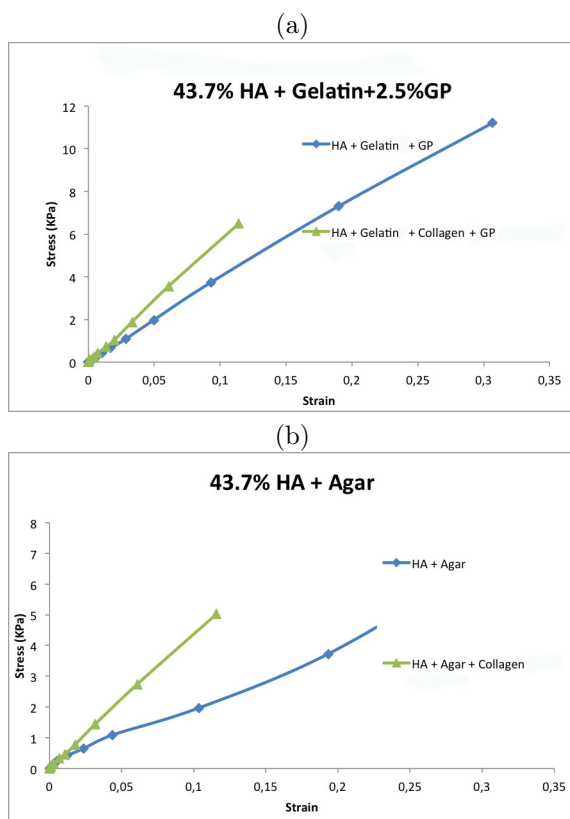 (a)
43.7% HA + Gelatin+2.5%GP
12
10
8
6
4
2
0
Stress (KPa)
HA + Gelatin + GP
HA + Gelatin + Collagen + GP
0 0,05 0,1 0,15 0,2 0,25 0,3 0,35
Strain
(b)
43.7% HA + Agar
8
7
6
5
4
3
2
1
0
Stress (KPa)
HA + Agar
HA + Agar + Collagen
0 0,05 0,1 0,15 0,2 0,25 0,3 0,35
Strain